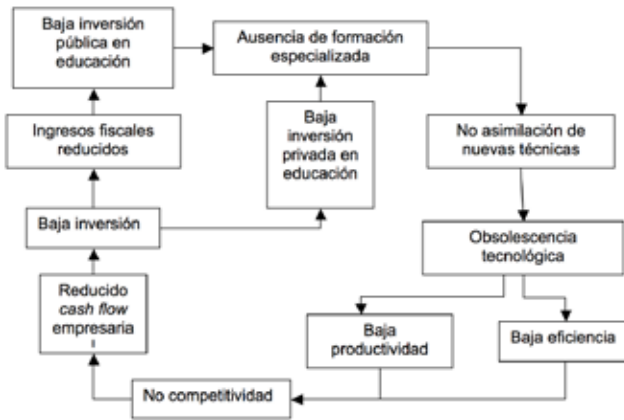 Baja inversión
pública en
educación
Ausencia de formación
especializada
Ingresos fiscales
reducidos
Baja
inversión
privada en
educación
No asimilación de
nuevas técnicas
Baja inversión
Obsolescencia
tecnológica
Reducido
cash flow
empresaria
Baja
productividad
Baja eficiencia
No competitividad